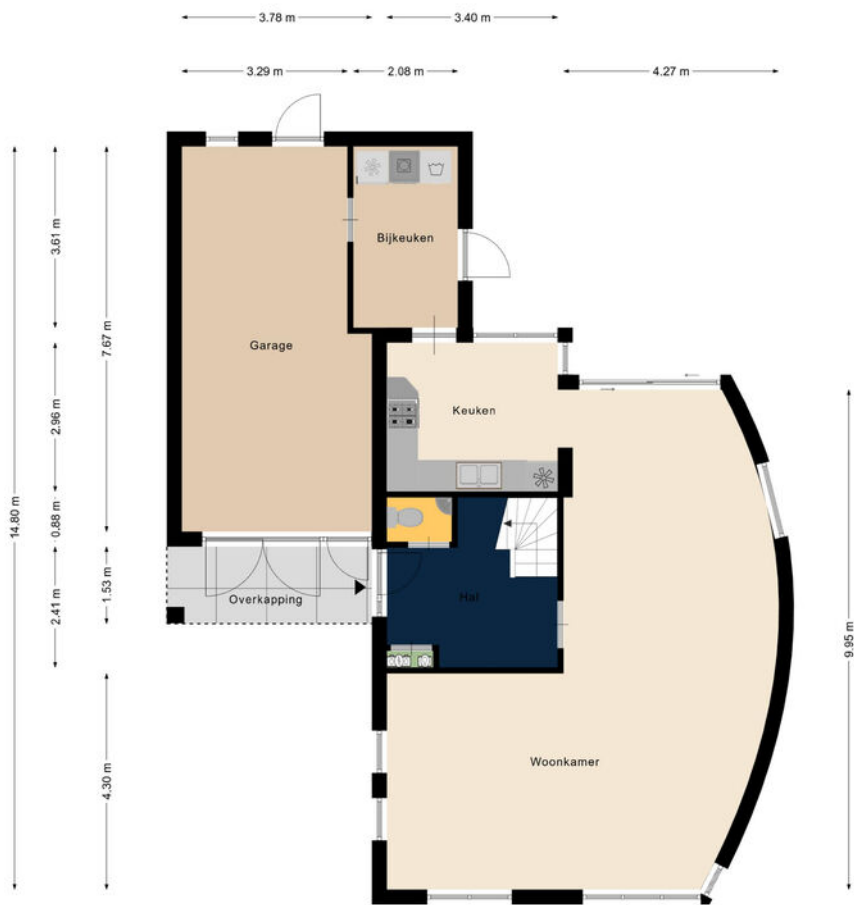 3.78 m
3.40 m
3.29 m
2.08 m
4.27 m
3.61 m
Bijkeuken
7.67 m
Garage
2.96 m
Keuken
14.80 m
0.88 m
1.53 m
2.41 m
Overkapping
Hal
9.95 m
4.30 m
Woonkamer